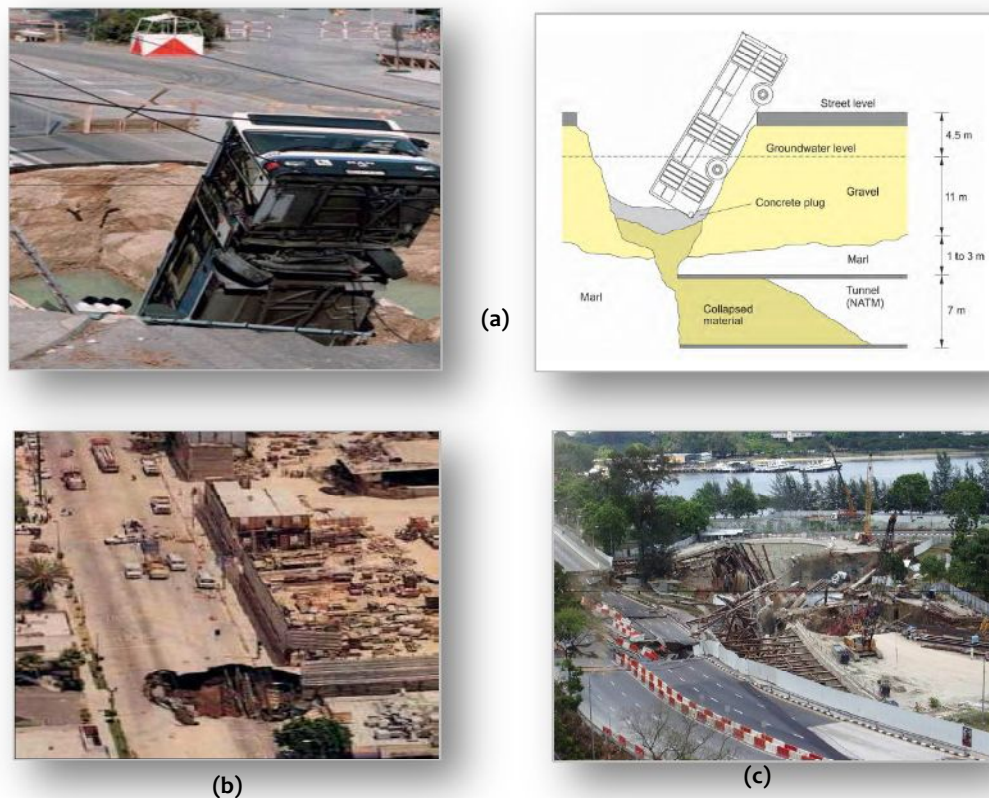 Street level
4.5 m
Groundwater level
Gravel
11 m
Concrete plug
Marl
1 to 3 m
Marl
Tunnel
(NATM)
Collapsed
material
7 m
(a)
(b)
(c)